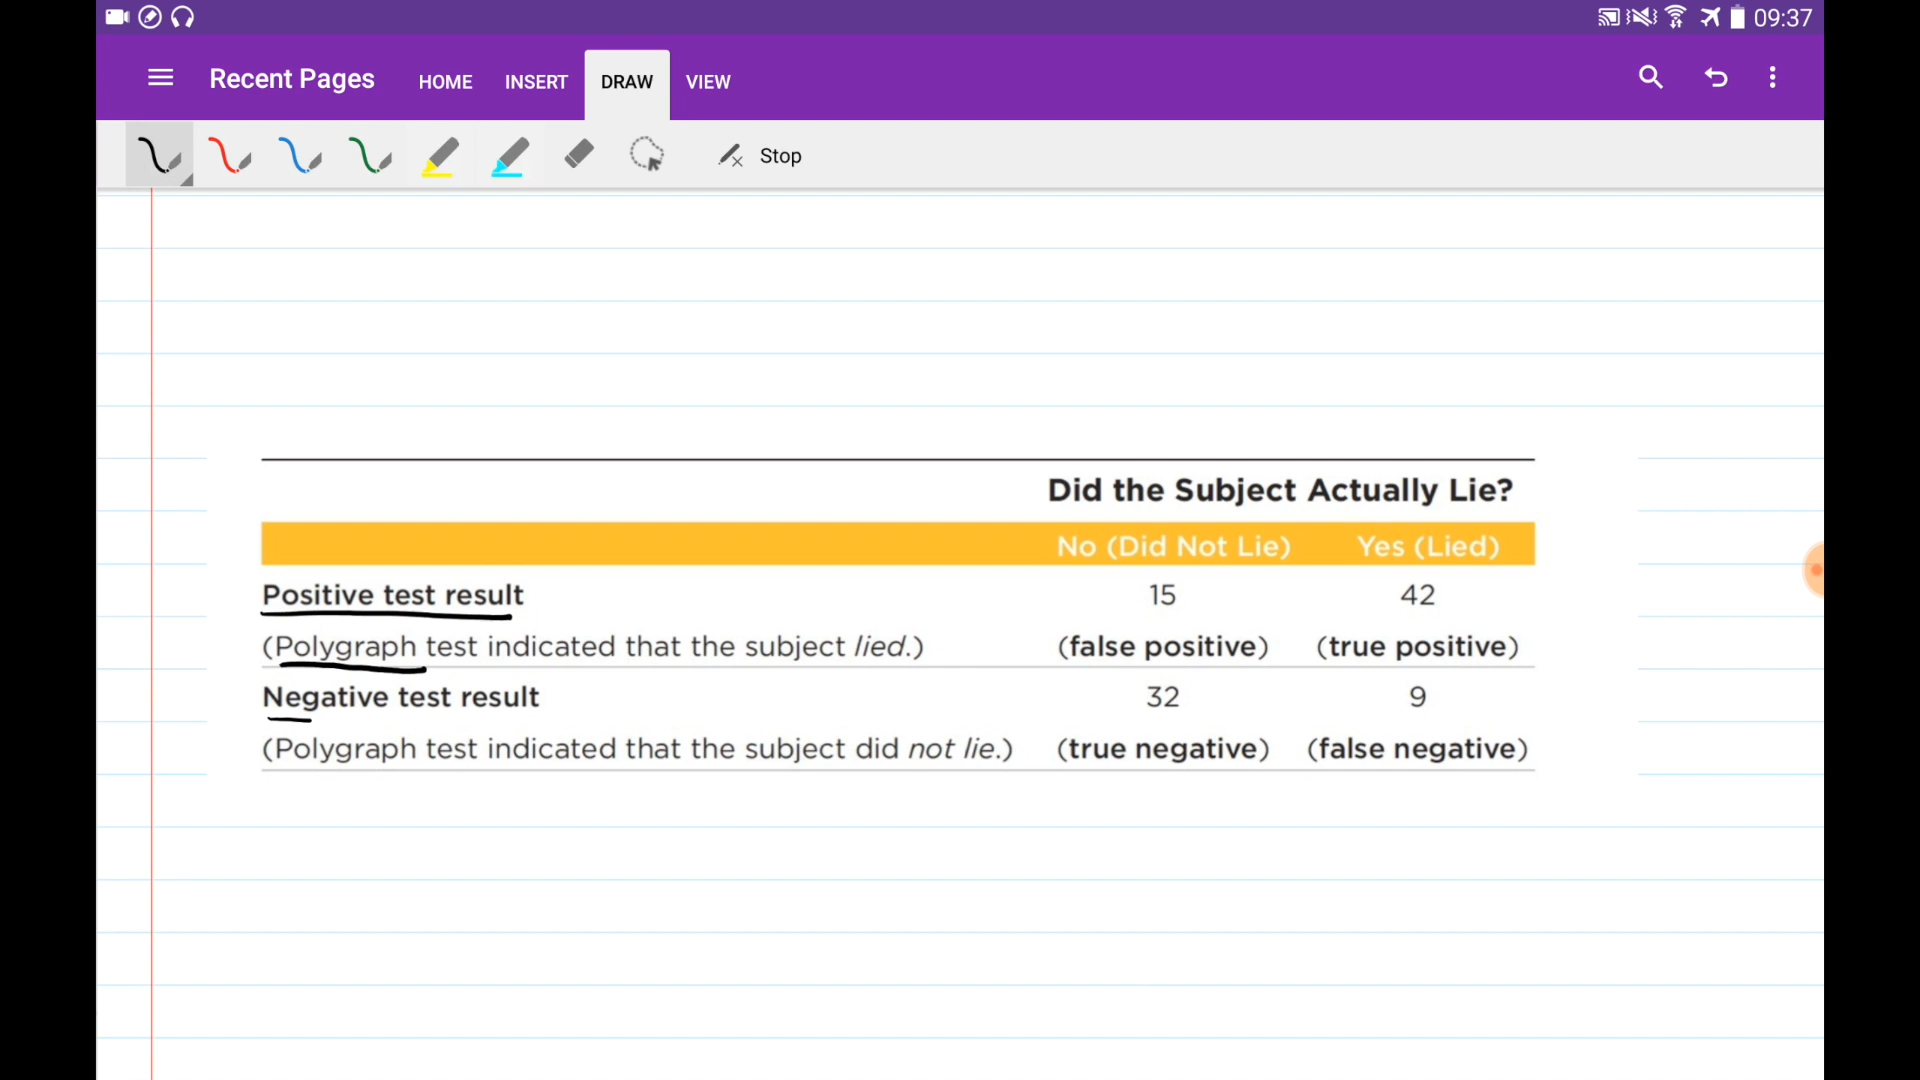 09:37
Recent Pages HOME INSERT DRAW VIEW
Stop
Did the Subject Actually Lie?
No (Did Not Lie) Yes (Lied)
Positive test result 15 42
(Polygraph test indicated that the subject lied.) (false positive) (true positive)
Negative test result 32 9
(Polygraph test indicated that the subject did not lie.) (true negative) (false negative)